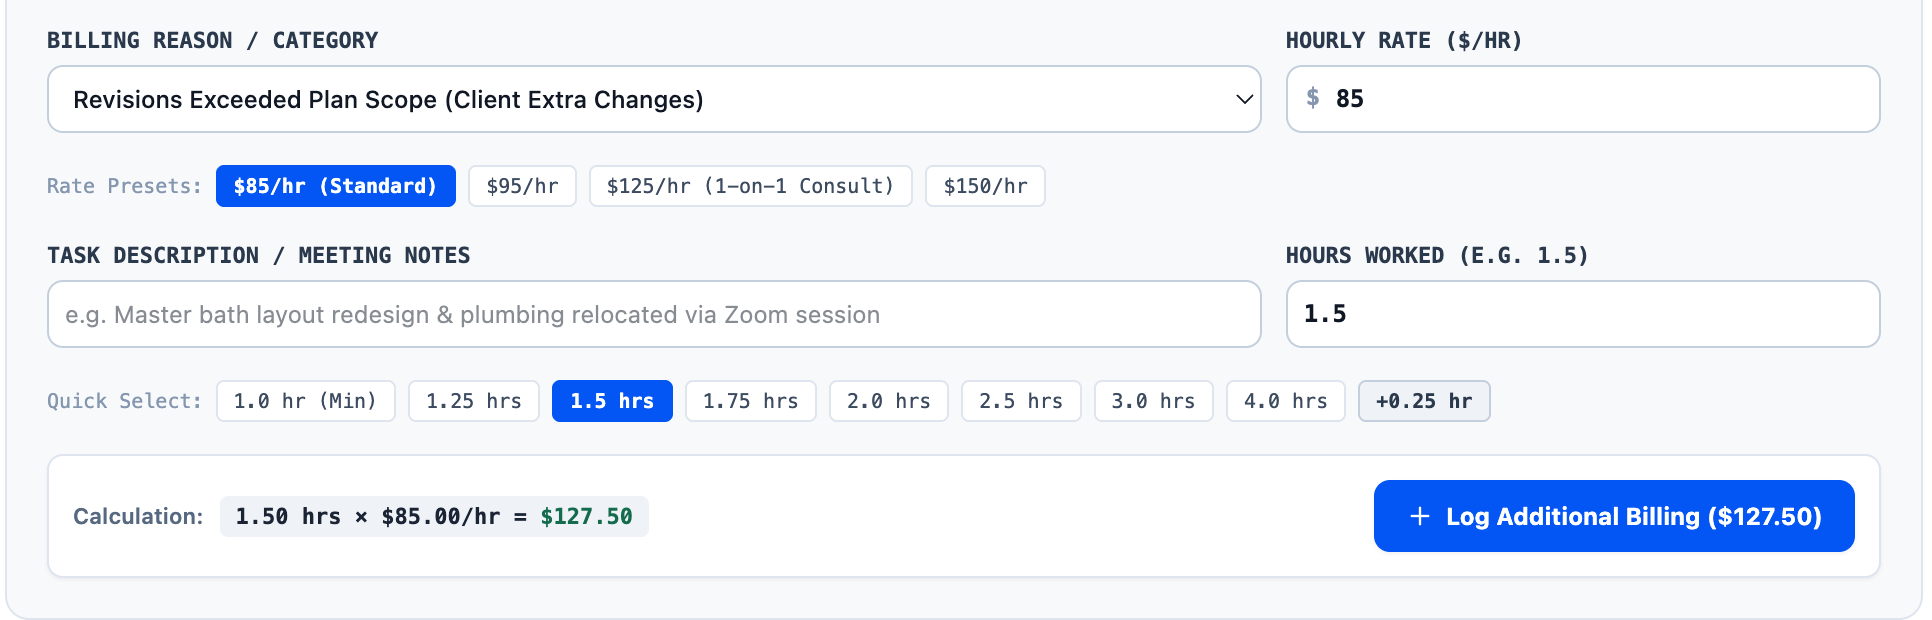 BILLING REASON / CATEGORY
HOURLY RATE ($/HR)
Revisions Exceeded Plan Scope (Client Extra Changes)
$ 85
Rate Presets: $85/hr (Standard) $95/hr $125/hr (1-on-1 Consult) $150/hr
TASK DESCRIPTION / MEETING NOTES
HOURS WORKED (E.G. 1.5)
e.g. Master bath layout redesign & plumbing relocated via Zoom session
1.5
Quick Select: 1.0 hr (Min) 1.25 hrs 1.5 hrs 1.75 hrs 2.0 hrs 2.5 hrs 3.0 hrs 4.0 hrs +0.25 hr
Calculation: 1.50 hrs × $85.00/hr = $127.50
+ Log Additional Billing ($127.50)